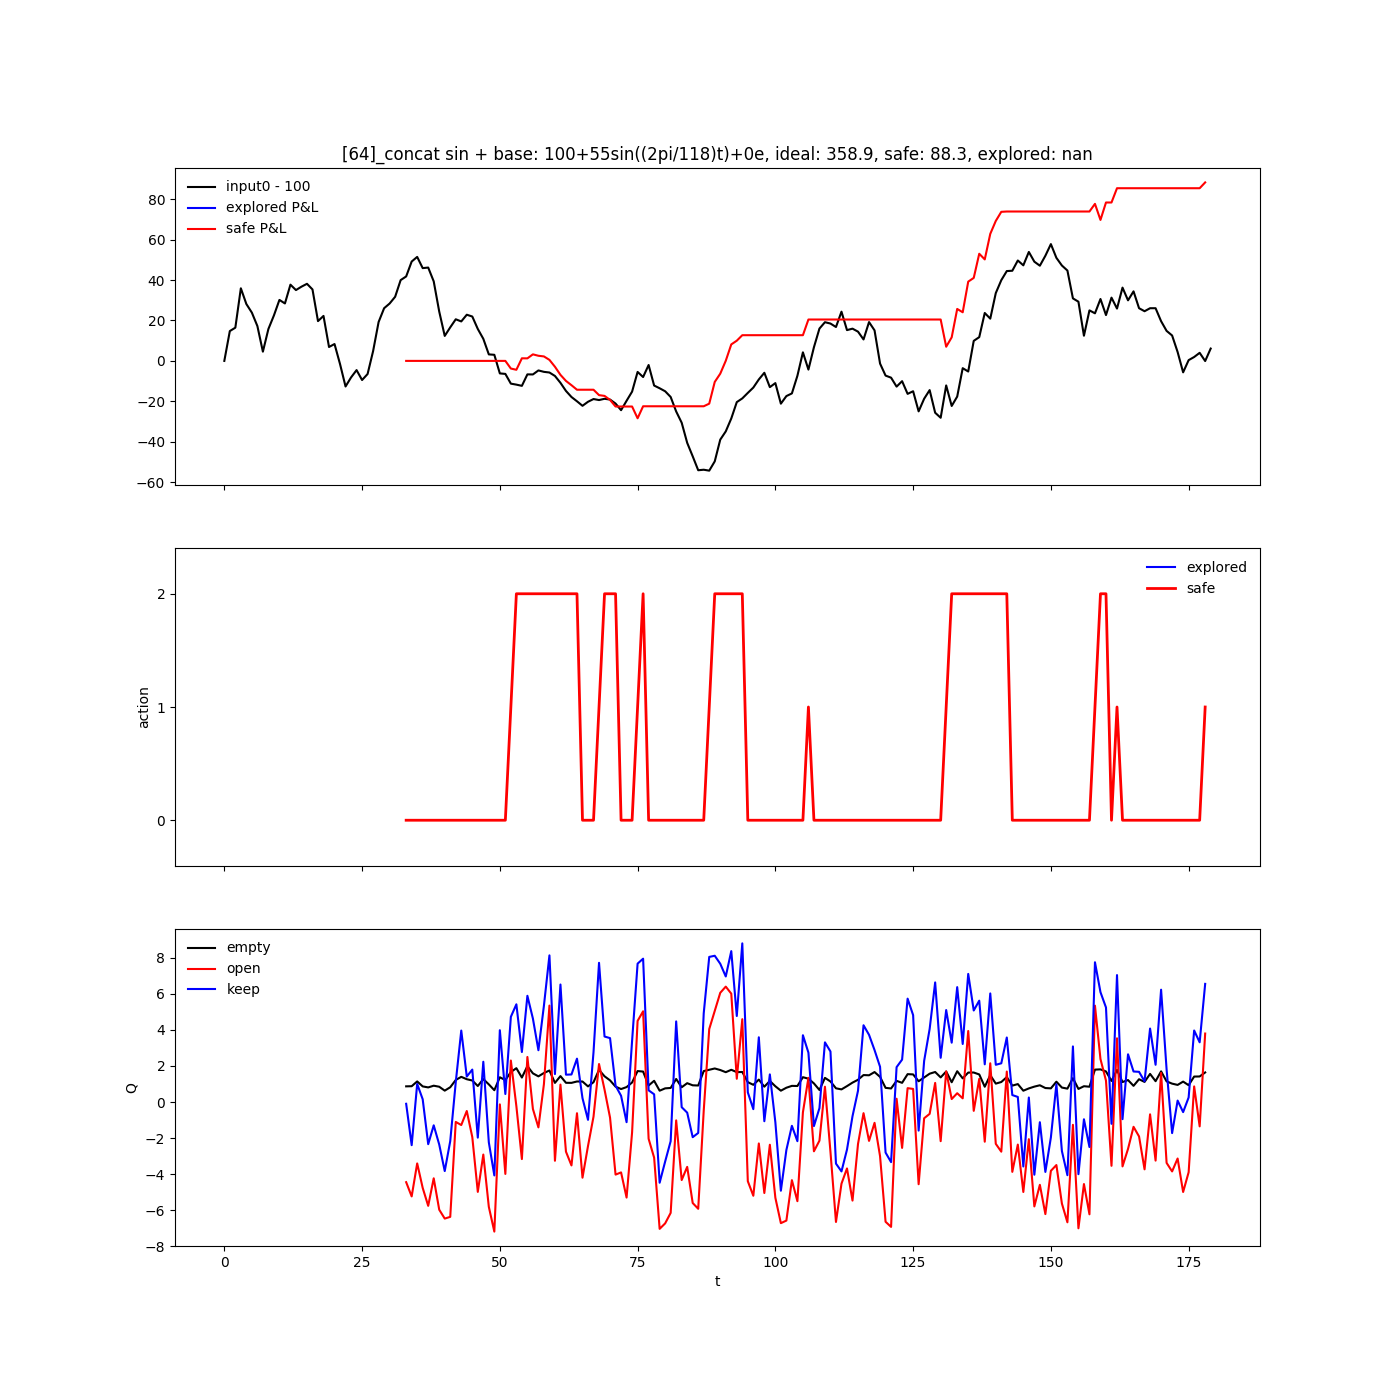 [64]_concat sin + base: 100+55sin((2pi/118)t)+0e, ideal: 358.9, safe: 88.3, explored: nan
input0 - 100
explored P&L
safe P&L
80
60
40
20
0
−20
−40
−60
explored
safe
2
1
0
action
empty
open
keep
8
6
4
2
0
−2
−4
−6
−8
Q
0 25 50 75 100 125 150 175
t